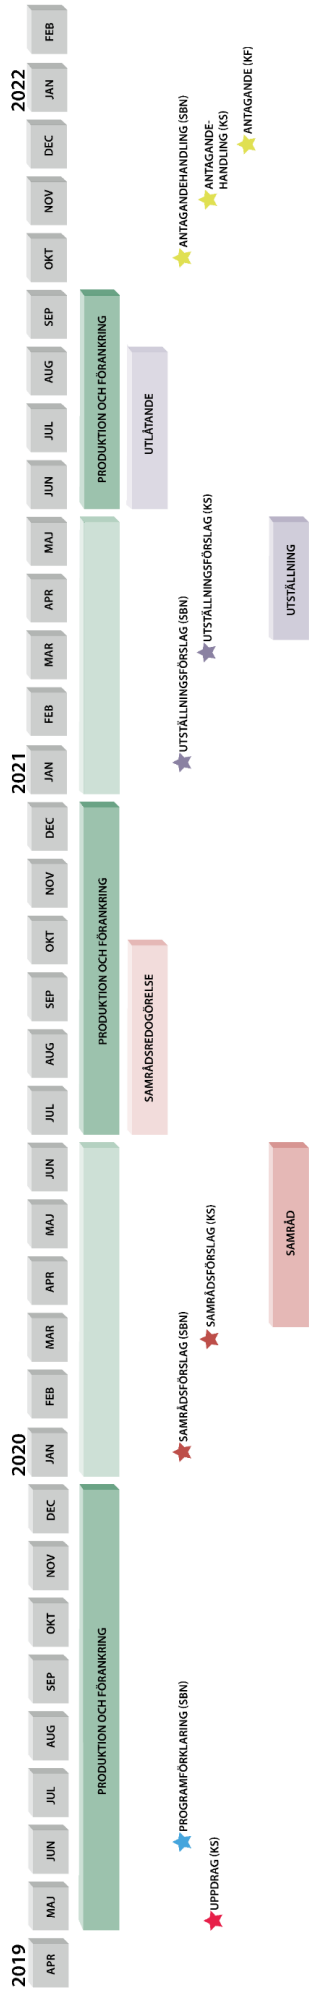 2019
2020
2021
2022
APR
MAJ
JUN
JUL
AUG
SEP
OKT
NOV
DEC
JAN
FEB
MAR
APR
MAJ
JUN
JUL
AUG
SEP
OKT
NOV
DEC
JAN
FEB
MAR
APR
MAJ
JUN
JUL
AUG
SEP
OKT
NOV
DEC
JAN
FEB
PRODUKTION OCH FÖRANKRING
PRODUKTION OCH FÖRANKRING
PRODUKTION OCH FÖRANKRING
SAMRÅDSREDOGÖRELSE
UTLÅTANDE
PROGRAMFÖRKLARING (SBN)
SAMRÅDSFÖRSLAG (SBN)
UTSTÄLLNINGSFÖRSLAG (SBN)
ANTAGANDEHANDLING (SBN)
UPPDRAG (KS)
SAMRÅDSFÖRSLAG (KS)
UTSTÄLLNINGSFÖRSLAG (KS)
ANTAGANDE-
HANDLING (KS)
ANTAGANDE (KF)
SAMRÅD
UTSTÄLLNING